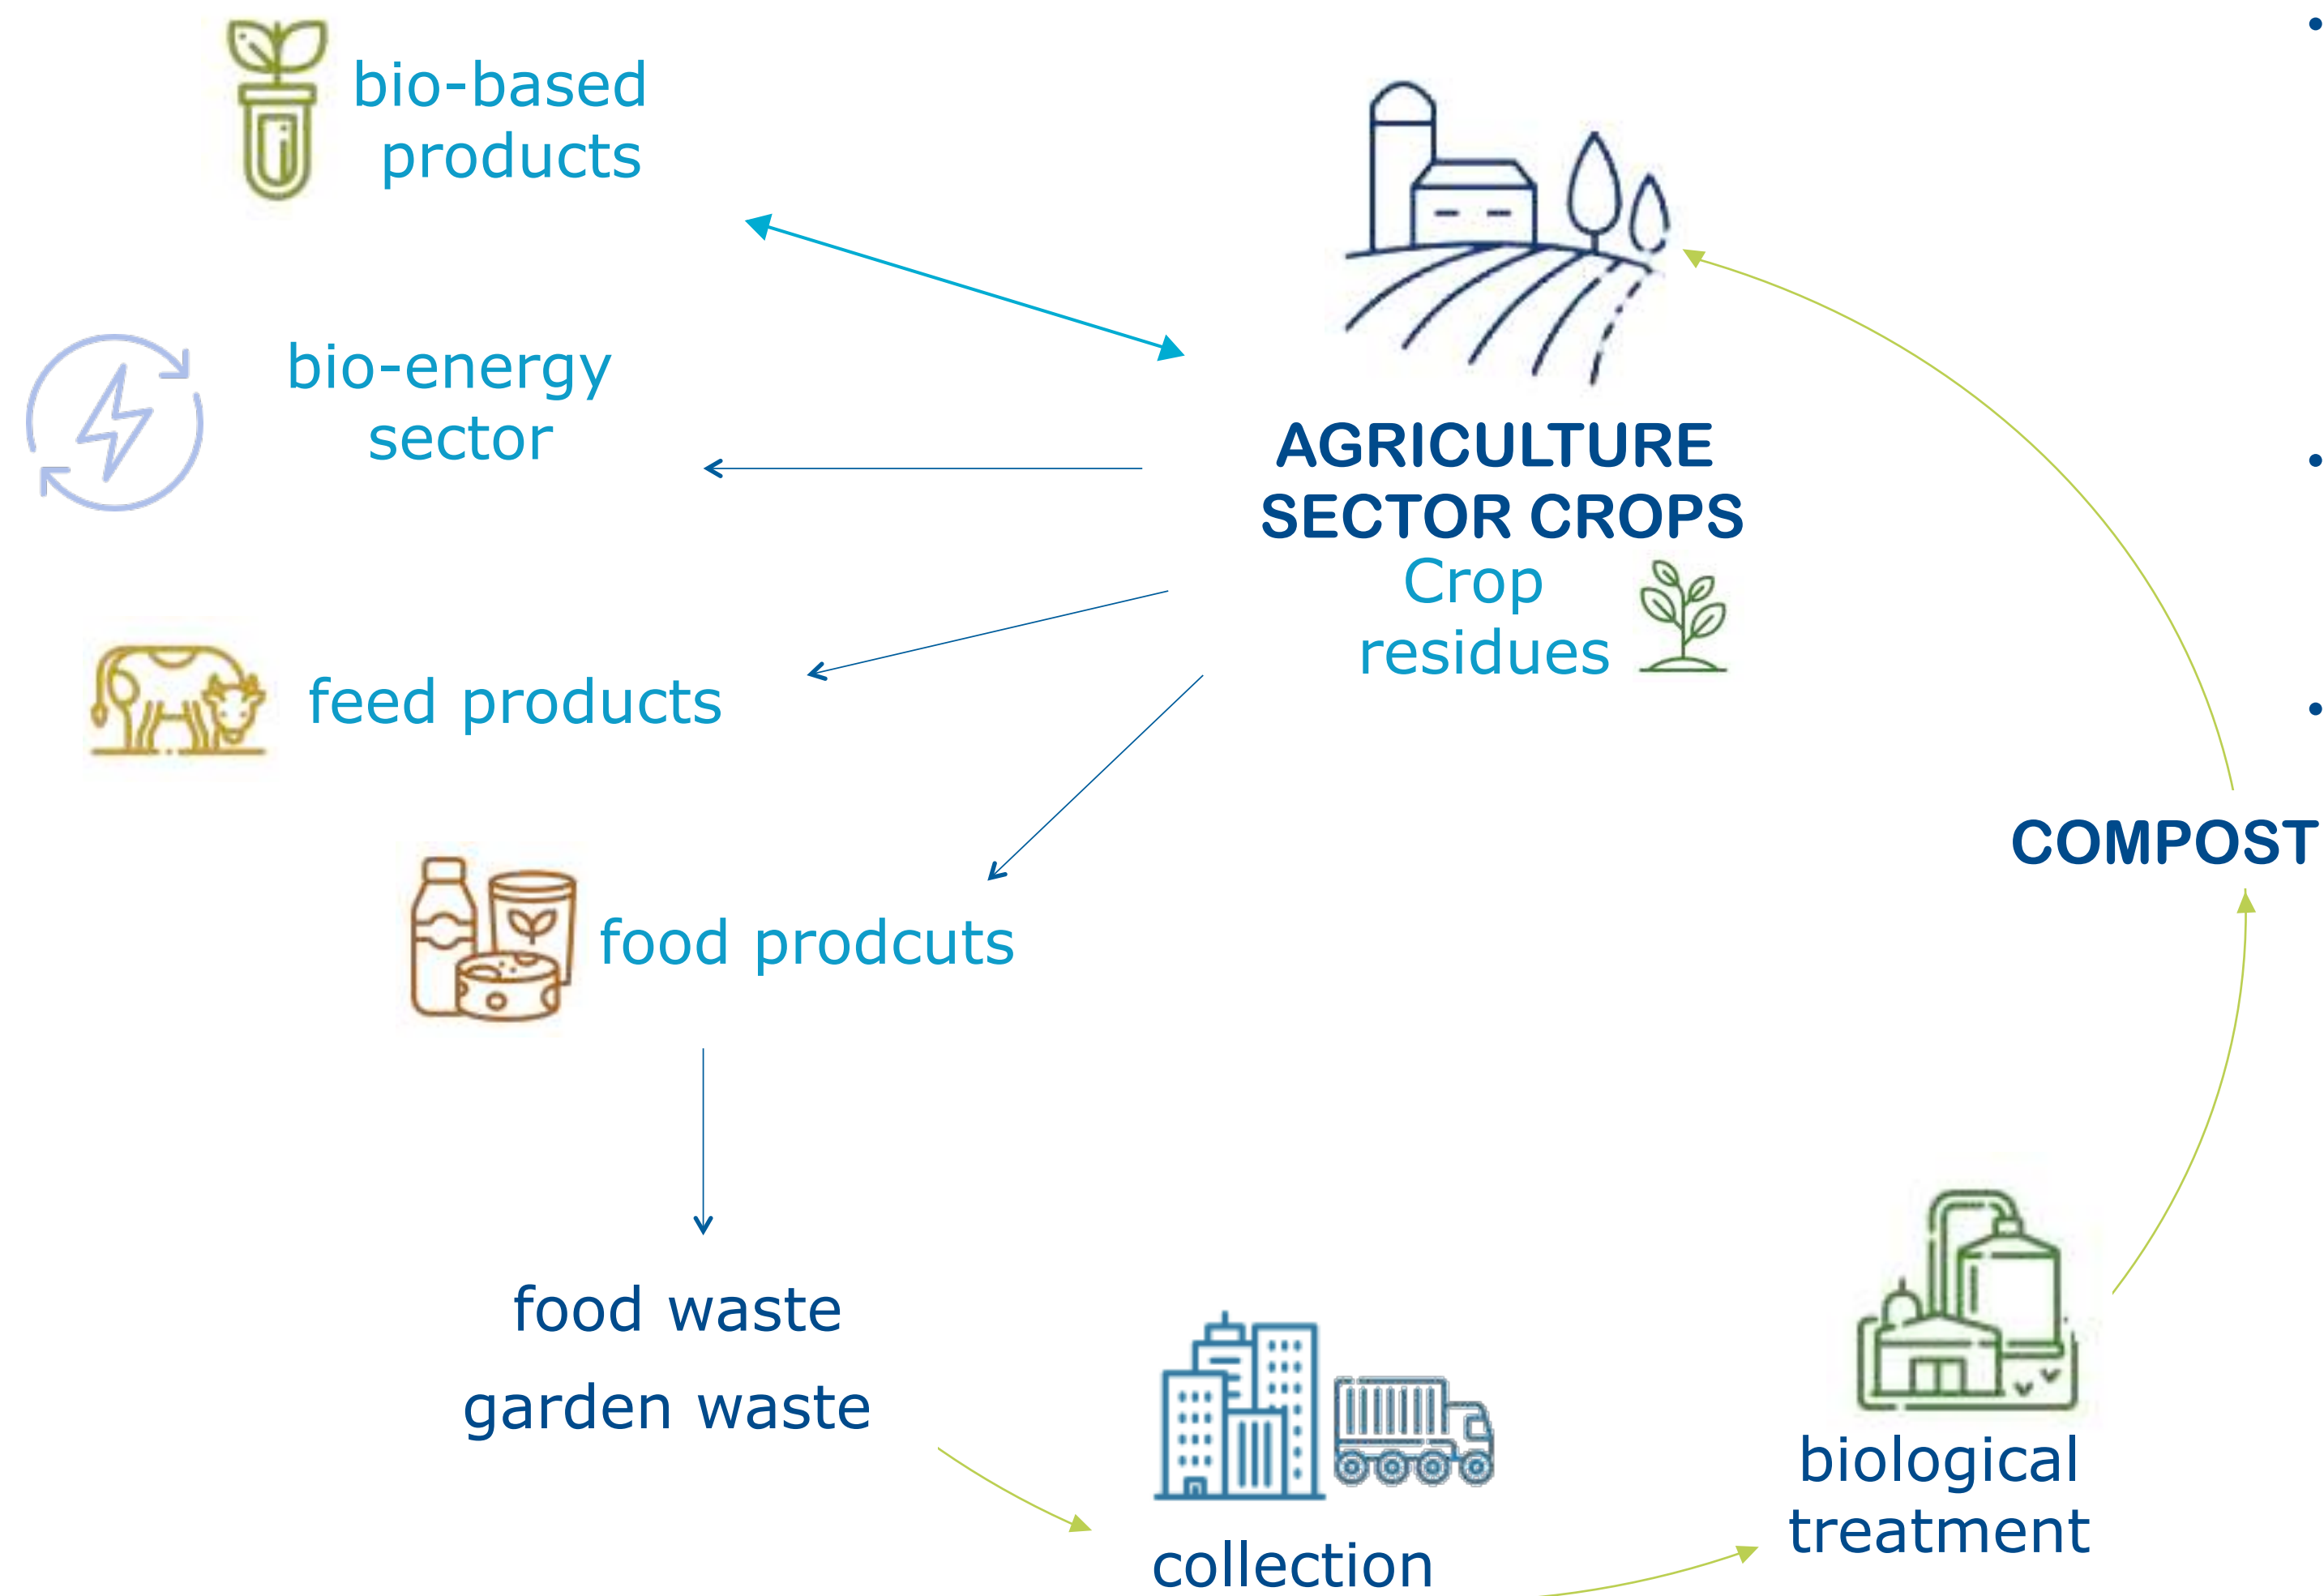 bio-based
products
bio-energy
sector
AGRICULTURE
SECTOR CROPS
Crop
residues
feed products
COMPOST
food prodcuts
food waste
garden waste
collection
biological
treatment